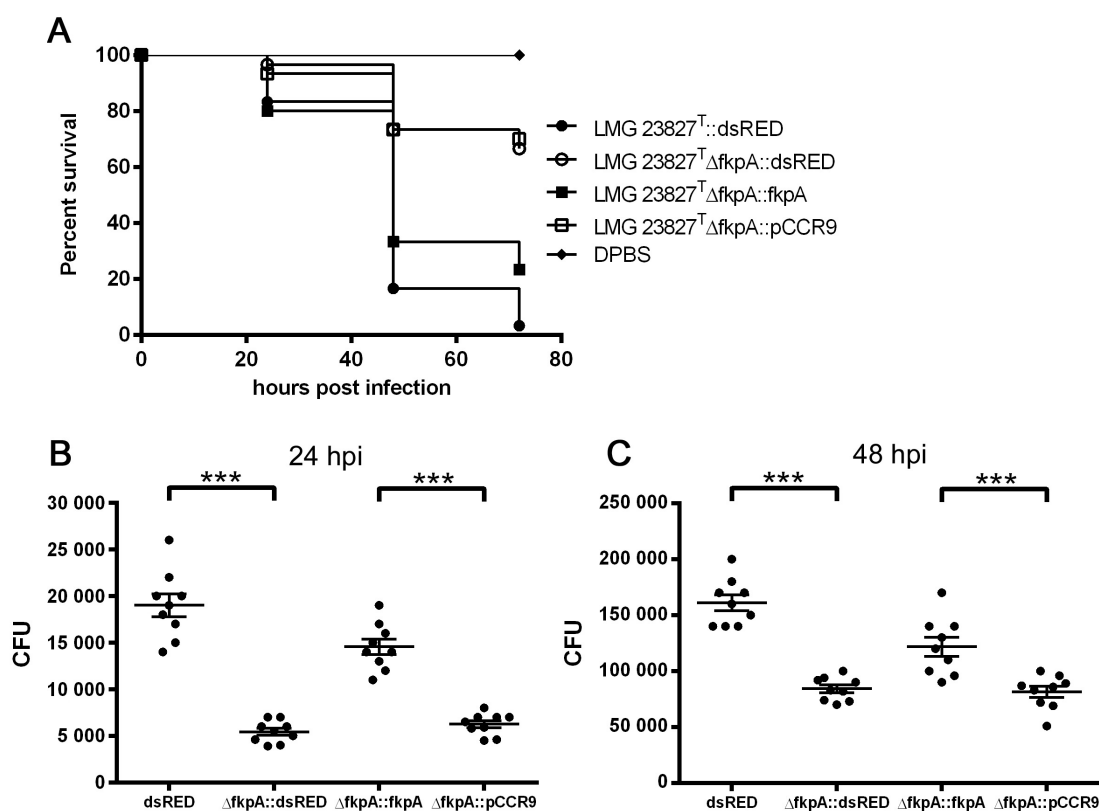 A
100
80
60
40
20
0
Percent survival
0 20 40 60 80
hours post infection
LMG 23827ᵀ::dsRED
LMG 23827ᵀΔfkpA::dsRED
LMG 23827ᵀΔfkpA::fkpA
LMG 23827ᵀΔfkpA::pCCR9
DPBS
B
24 hpi
*** ***
30 000
25 000
20 000
15 000
10 000
5 000
0
CFU
dsRED ΔfkpA::dsRED ΔfkpA::fkpA ΔfkpA::pCCR9
C
48 hpi
*** ***
250 000
200 000
150 000
100 000
50 000
0
CFU
dsRED ΔfkpA::dsRED ΔfkpA::fkpA ΔfkpA::pCCR9